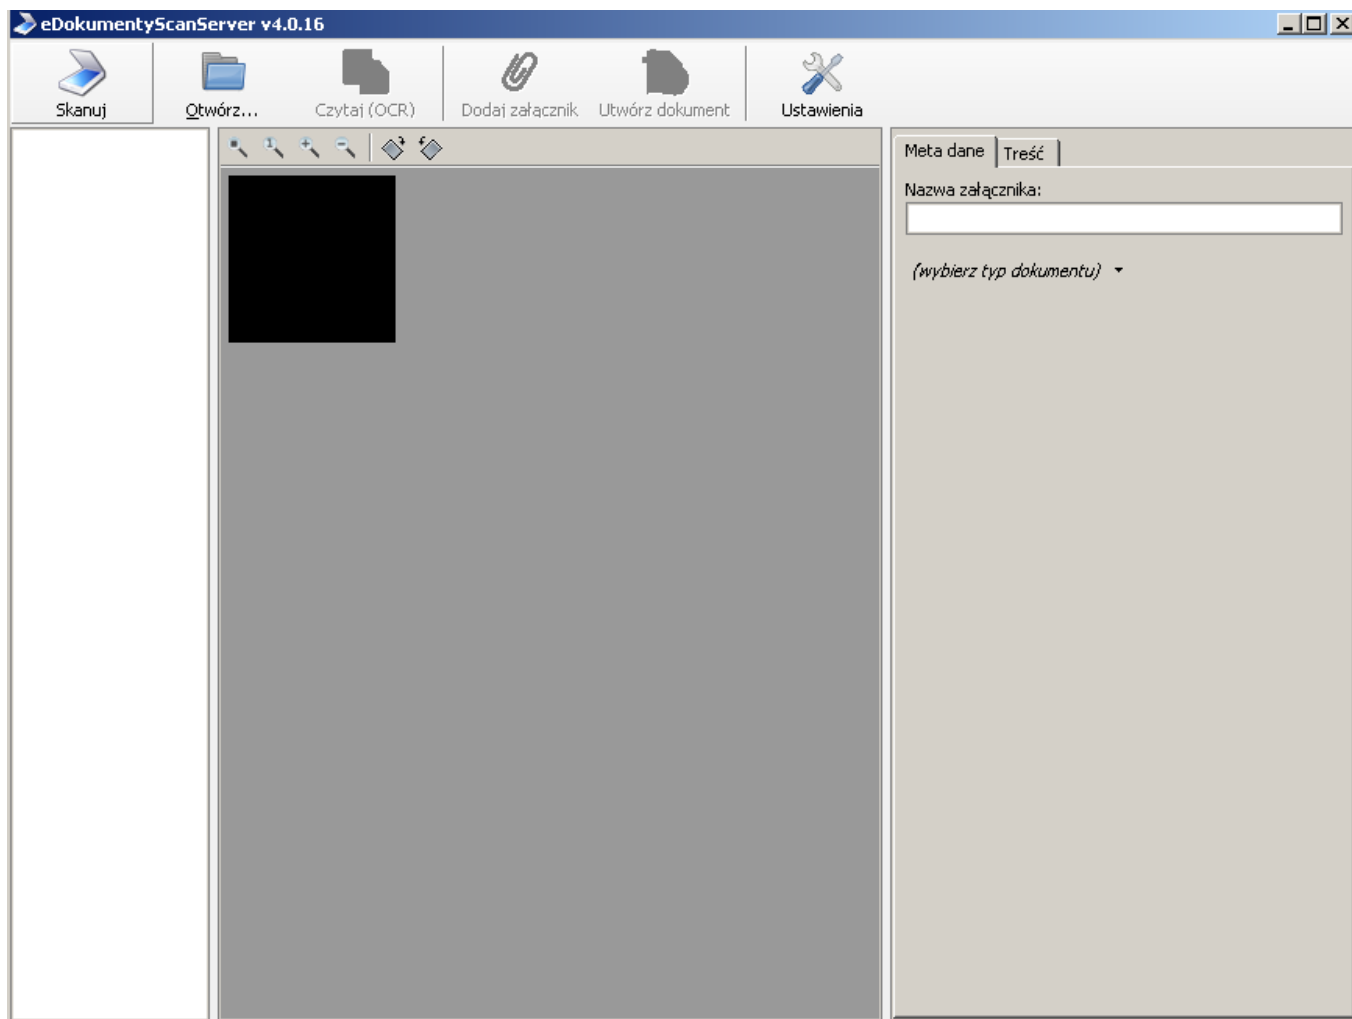 eDokumentyScanServer v4.0.16
Skanuj
Otwórz...
Czytaj (OCR)
Dodaj załącznik
Utwórz dokument
Ustawienia
Meta dane
Treść
Nazwa załącznika:
(wybierz typ dokumentu)